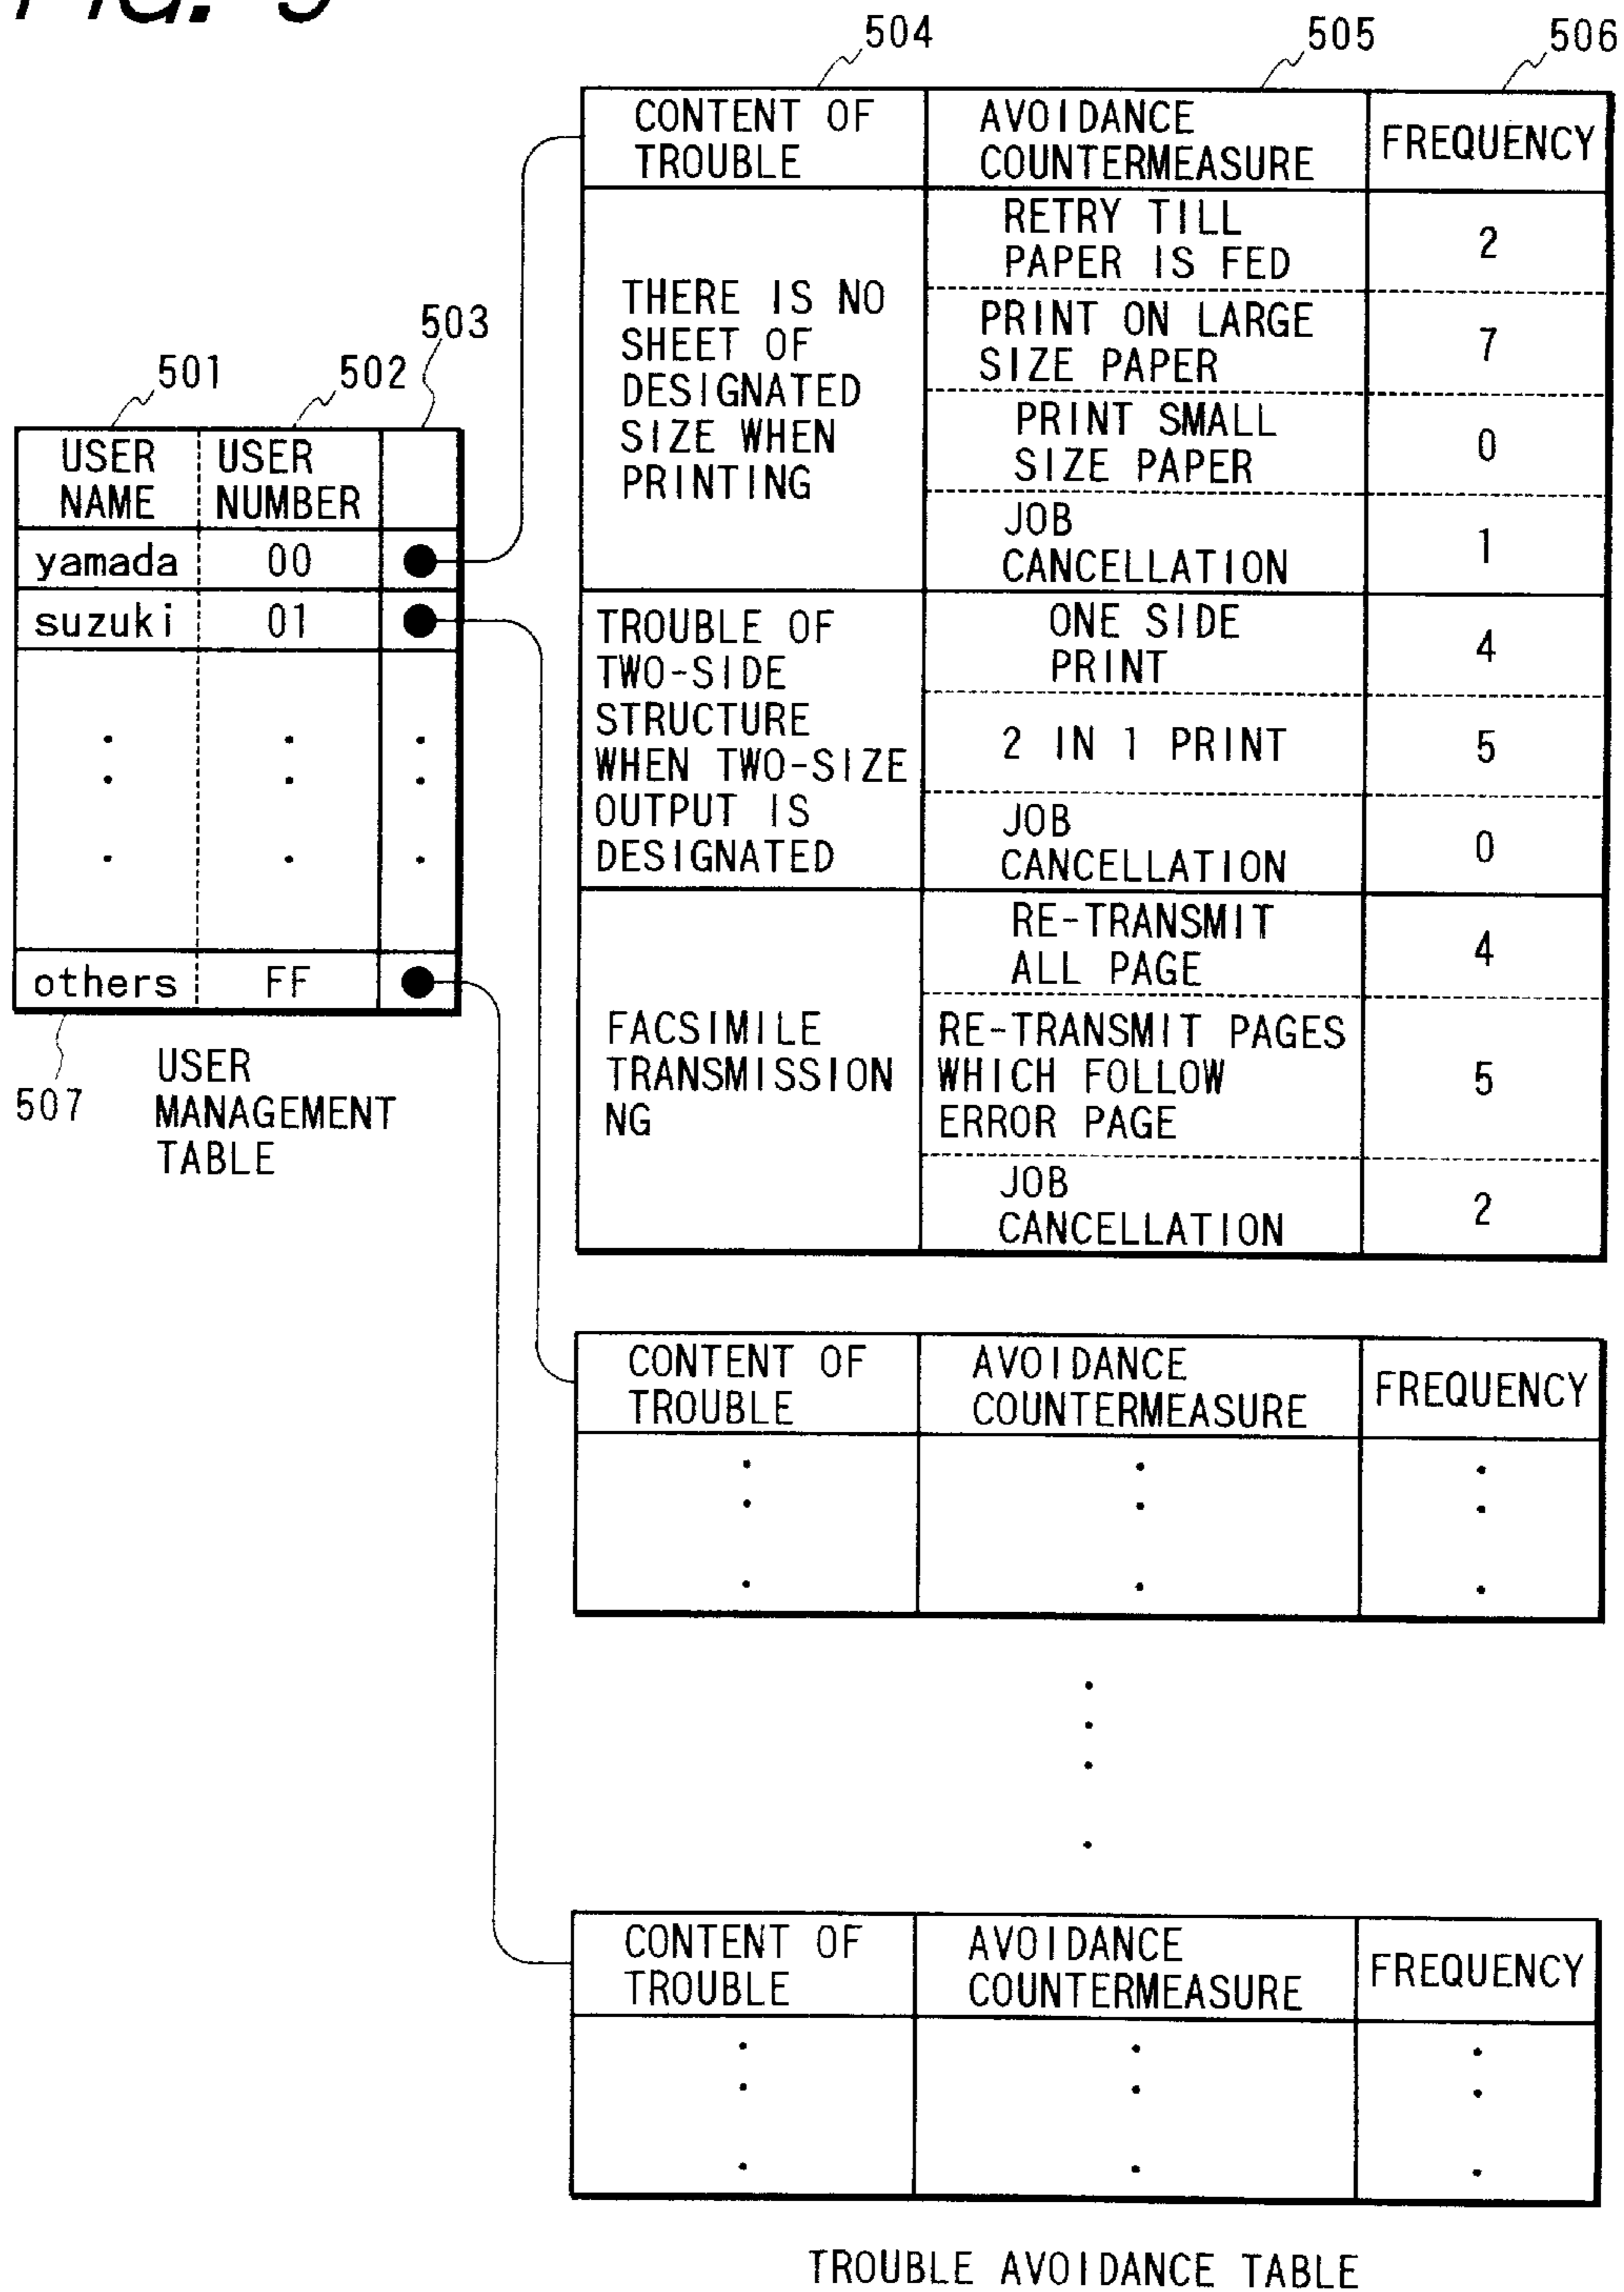 FIG.
504
505
506
CONTENT OF
TROUBLE
AVOIDANCE
COUNTERMEASURE
FREQUENCY
THERE IS NO
SHEET OF
DESIGNATED
SIZE WHEN
PRINTING
RETRY TILL
PAPER IS FED
2
PRINT ON LARGE
SIZE PAPER
7
PRINT SMALL
SIZE PAPER
0
JOB
CANCELLATION
1
TROUBLE OF
TWO-SIDE
STRUCTURE
WHEN TWO-SIZE
OUTPUT IS
DESIGNATED
ONE SIDE
PRINT
4
2 IN 1 PRINT
5
JOB
CANCELLATION
0
FACSIMILE
TRANSMISSION
NG
RE-TRANSMIT
ALL PAGE
4
RE-TRANSMIT PAGES
WHICH FOLLOW
ERROR PAGE
5
JOB
CANCELLATION
2
501
502
503
USER
NAME
USER
NUMBER
yamada
00
suzuki
01
others
FF
507
USER
MANAGEMENT
TABLE
CONTENT OF
TROUBLE
AVOIDANCE
COUNTERMEASURE
FREQUENCY
CONTENT OF
TROUBLE
AVOIDANCE
COUNTERMEASURE
FREQUENCY
TROUBLE AVOIDANCE TABLE